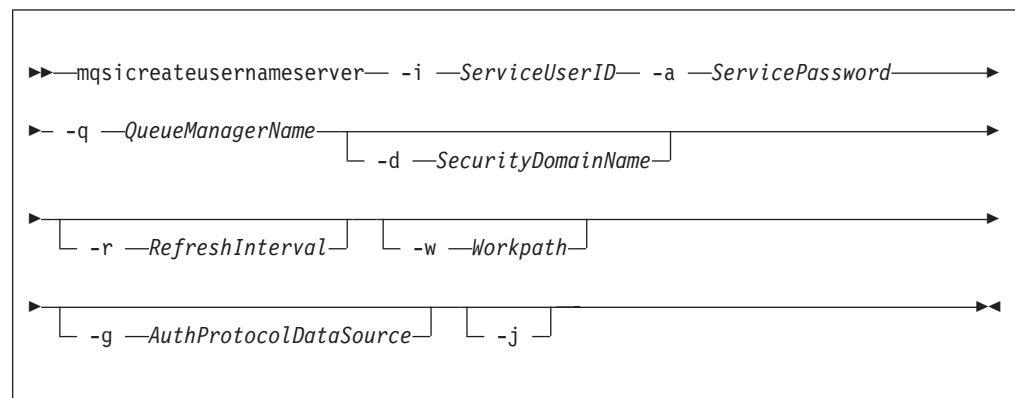 mqsicreateusernameserver -i ServiceUserID -a ServicePassword
-q QueueManagerName
-d SecurityDomainName
-r RefreshInterval -w Workpath
-g AuthProtocolDataSource -j